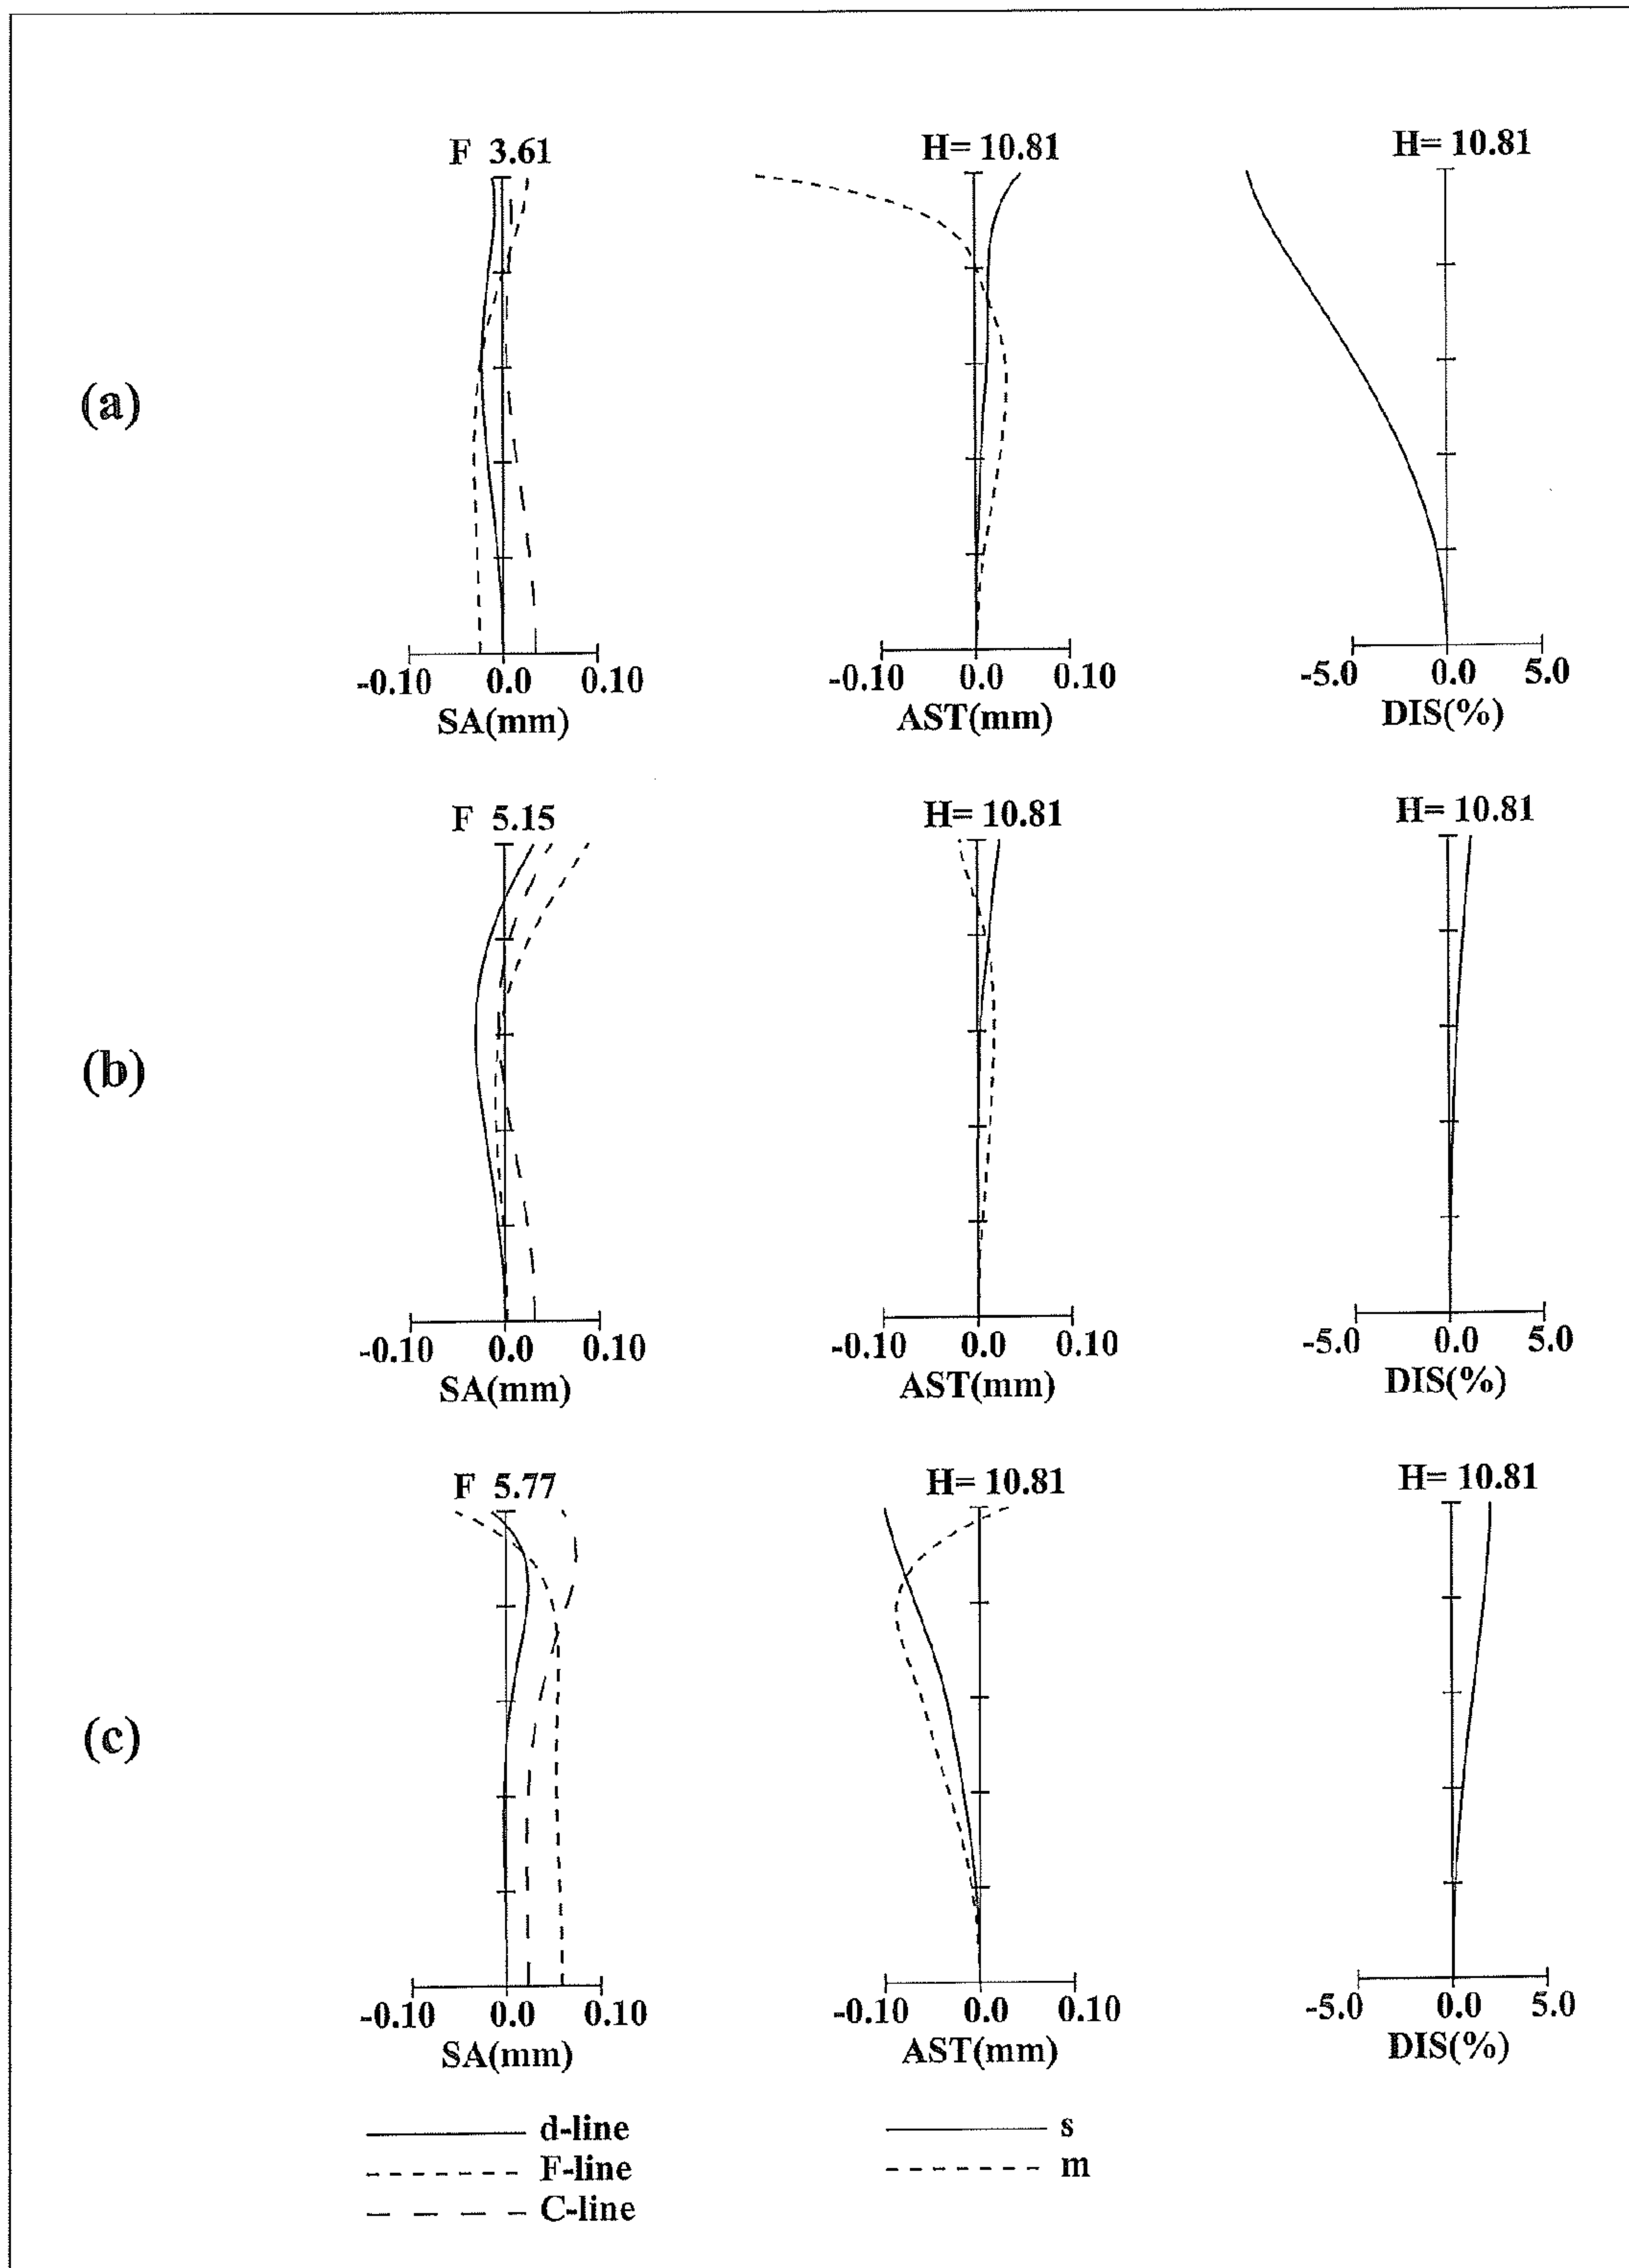 F 3.61
H= 10.81
H= 10.81
(a)
-0.10 0.0 0.10
SA(mm)
-0.10 0.0 0.10
AST(mm)
-5.0 0.0 5.0
DIS(%)
F 5.15
H= 10.81
H= 10.81
(b)
-0.10 0.0 0.10
SA(mm)
-0.10 0.0 0.10
AST(mm)
-5.0 0.0 5.0
DIS(%)
F 5.77
H= 10.81
H= 10.81
(c)
-0.10 0.0 0.10
SA(mm)
-0.10 0.0 0.10
AST(mm)
-5.0 0.0 5.0
DIS(%)
d-line
F-line
C-line
s
m